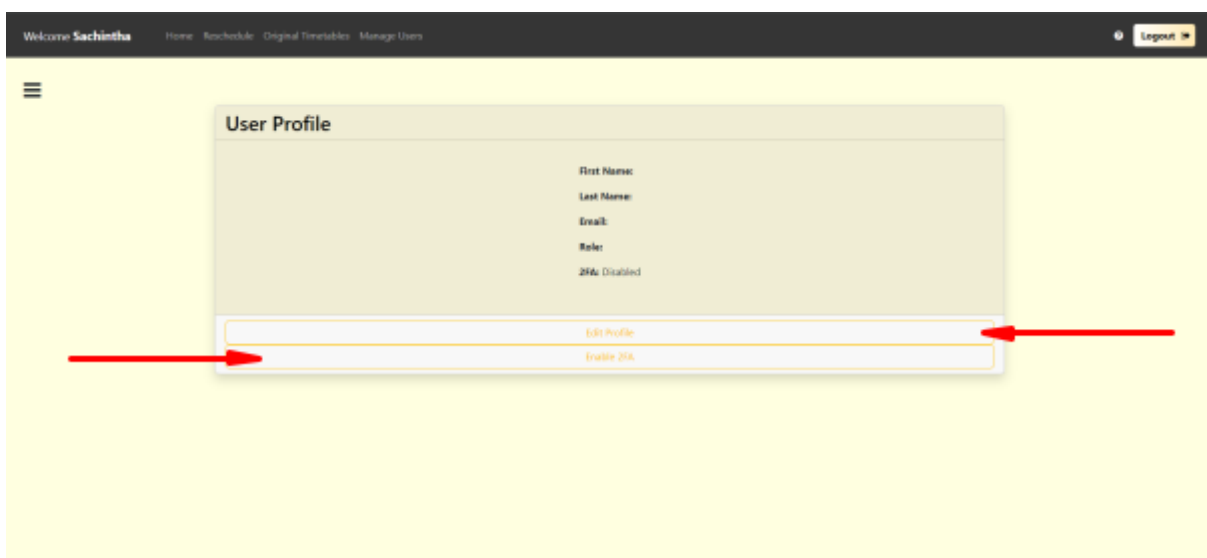 Welcome Sachintha Home Reschedule Original Timetables Manage Users Logout
User Profile
First Name:
Last Name:
Email:
Role:
2FA: Disabled
Edit Profile
Enable 2FA